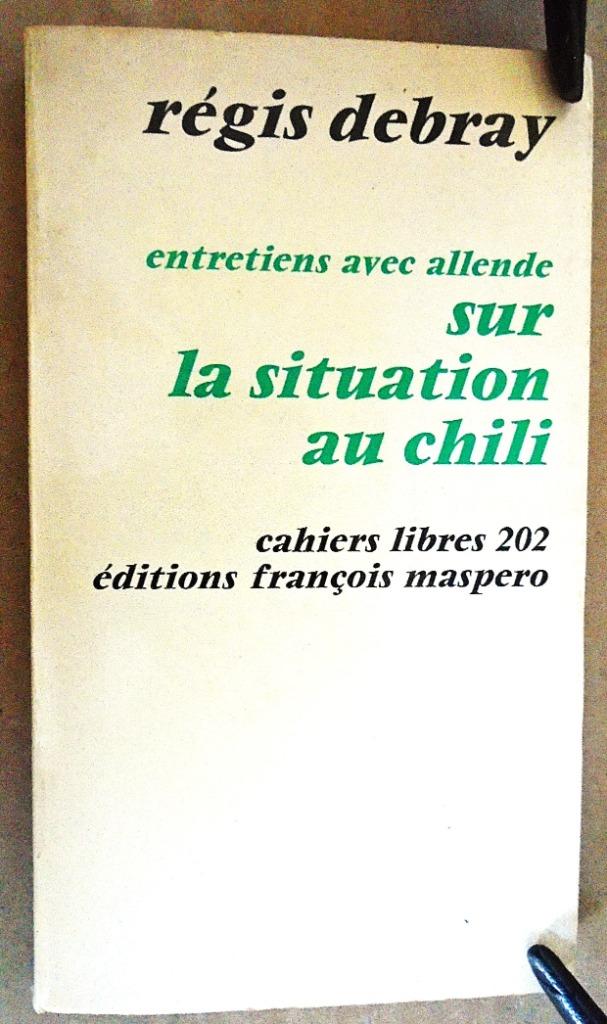 régis debray
entretiens avec allende
sur
la situation
au chili
cahiers libres 202
éditions françois maspero